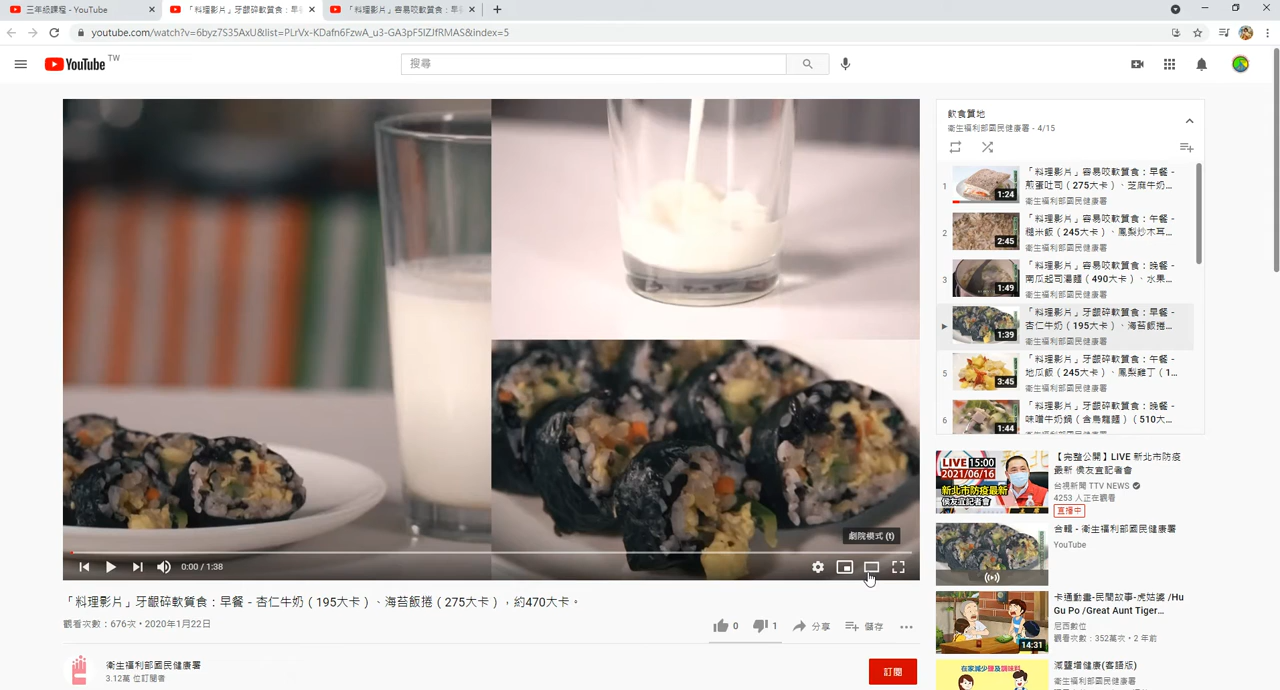 三年級課程 - YouTube
「料理影片」牙齦碎軟質食：早
「料理影片」容易咬軟質食：早
youtube.com/watch?v=6byz7S35AxU&list=PLrVx-KDafn6FzwA_u3-GA3pF5IZJfRMAS&index=5
YouTube TW
搜尋
飲食質地
衛生福利部國民健康署 - 4/15
1
「料理影片」容易咬軟質食：早餐 -
煎蛋吐司（275大卡）、芝麻牛奶...
衛生福利部國民健康署
1:24
2
「料理影片」容易咬軟質食：午餐 -
糙米飯（245大卡）、鳳梨炒木耳...
衛生福利部國民健康署
2:45
3
「料理影片」容易咬軟質食：晚餐 -
南瓜起司湯麵（490大卡）、水果...
衛生福利部國民健康署
1:49
「料理影片」牙齦碎軟質食：早餐 -
杏仁牛奶（195大卡）、海苔飯捲...
衛生福利部國民健康署
1:39
5
「料理影片」牙齦碎軟質食：午餐 -
地瓜飯（245大卡）、鳳梨雞丁（1...
衛生福利部國民健康署
3:45
6
「料理影片」牙齦碎軟質食：晚餐 -
味噌牛奶鍋（含烏龍麵）（510大...
1:44
劇院模式 (t)
0:00 / 1:38
「料理影片」牙齦碎軟質食：早餐 - 杏仁牛奶（195大卡）、海苔飯捲（275大卡），約470大卡。
觀看次數：676次 • 2020年1月22日
0
1
分享
儲存
衛生福利部國民健康署
3.12萬 位訂閱者
訂閱
LIVE 15:00
2021/06/16
新北市防疫最新
侯友宜記者會
【完整公開】LIVE 新北市防疫
最新 侯友宜記者會
台視新聞 TTV NEWS
4253 人正在觀看
直播中
合輯 - 衛生福利部國民健康署
YouTube
卡通動畫-民間故事-虎姑婆 /Hu
Gu Po /Great Aunt Tiger...
尼西數位
觀看次數：352萬次 • 2 年前
14:31
在家減少鹽及調味料
減鹽增健康(客語版)
衛生福利部國民健康署